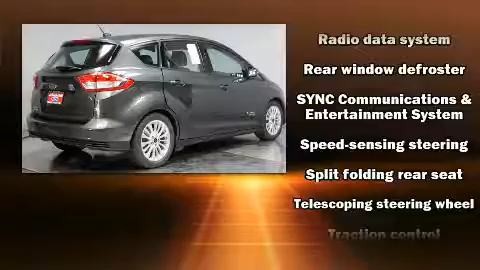 Radio data system
Rear window defroster
SYNC Communications &
Entertainment System
Speed-sensing steering
Split folding rear seat
Telescoping steering wheel
Traction control